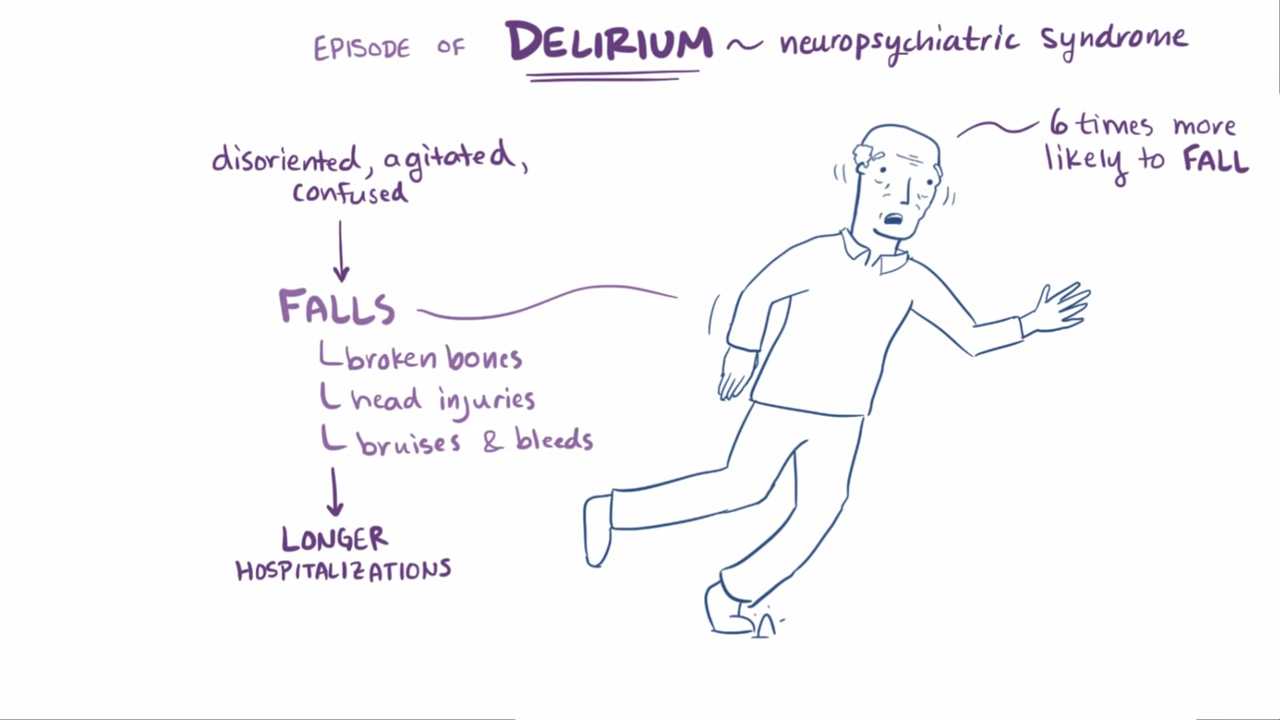 EPISODE OF DELIRIUM ~ neuropsychiatric syndrome
6 times more
likely to FALL
disoriented, agitated,
confused
FALLS
broken bones
head injuries
bruises & bleeds
LONGER
HOSPITALIZATIONS